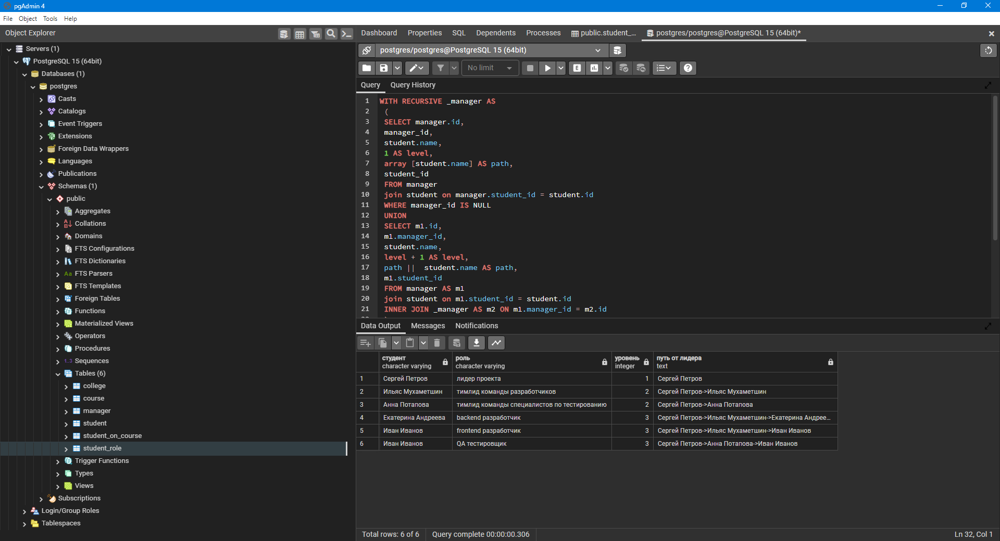 pgAdmin 4
File Object Tools Help
Object Explorer
Servers (1)
PostgreSQL 15 (64bit)
Databases (1)
postgres
Casts
Catalogs
Event Triggers
Extensions
Foreign Data Wrappers
Languages
Publications
Schemas (1)
public
Aggregates
Collations
Domains
FTS Configurations
FTS Dictionaries
FTS Parsers
FTS Templates
Foreign Tables
Functions
Materialized Views
Operators
Procedures
1..3 Sequences
Tables (6)
college
course
manager
student
student_on_course
student_role
Trigger Functions
Types
Views
Subscriptions
Login/Group Roles
Tablespaces
Dashboard Properties SQL Dependents Processes public.student_... postgres/postgres@PostgreSQL 15 (64bit)*
postgres/postgres@PostgreSQL 15 (64bit)
No limit
Query Query History
1 WITH RECURSIVE _manager AS
2 (
3 SELECT manager.id,
4 manager_id,
5 student.name,
6 1 AS level,
7 array [student.name] AS path,
8 student_id
9 FROM manager
10 join student on manager.student_id = student.id
11 WHERE manager_id IS NULL
12 UNION
13 SELECT m1.id,
14 m1.manager_id,
15 student.name,
16 level + 1 AS level,
17 path || student.name AS path,
18 m1.student_id
19 FROM manager AS m1
20 join student on m1.student_id = student.id
21 INNER JOIN _manager AS m2 ON m1.manager_id = m2.id
Data Output Messages Notifications
студент роль уровень путь от лидера
character varying character varying integer text
1 Сергей Петров лидер проекта 1 Сергей Петров
2 Ильяс Мухаметшин тимлид команды разработчиков 2 Сергей Петров->Ильяс Мухаметшин
3 Анна Потапова тимлид команды специалистов по тестированию 2 Сергей Петров->Анна Потапова
4 Екатерина Андреева backend разработчик 3 Сергей Петров->Ильяс Мухаметшин->Екатерина Андрее...
5 Иван Иванов frontend разработчик 3 Сергей Петров->Ильяс Мухаметшин->Иван Иванов
6 Иван Иванов QA тестировщик 3 Сергей Петров->Анна Потапова->Иван Иванов
Total rows: 6 of 6 Query complete 00:00:00.306 Ln 32, Col 1